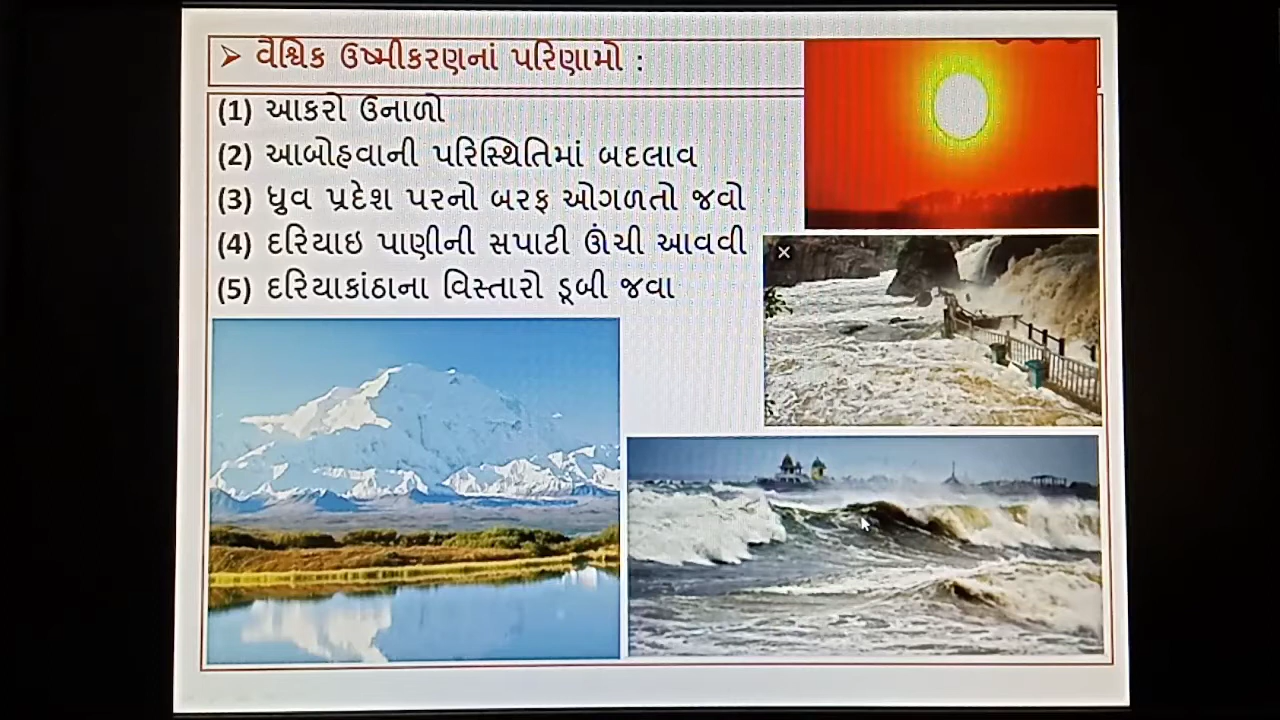 ➢ વૈશ્વિક ઉષ્મીકરણનાં પરિણામો :
(1) આકરો ઉનાળો
(2) આબોહવાની પરિસ્થિતિમાં બદલાવ
(3) ધ્રુવ પ્રદેશ પરનો બરફ ઓગળતો જવો
(4) દરિયાઇ પાણીની સપાટી ઊંચી આવવી
(5) દરિયાકાંઠાના વિસ્તારો ડૂબી જવા